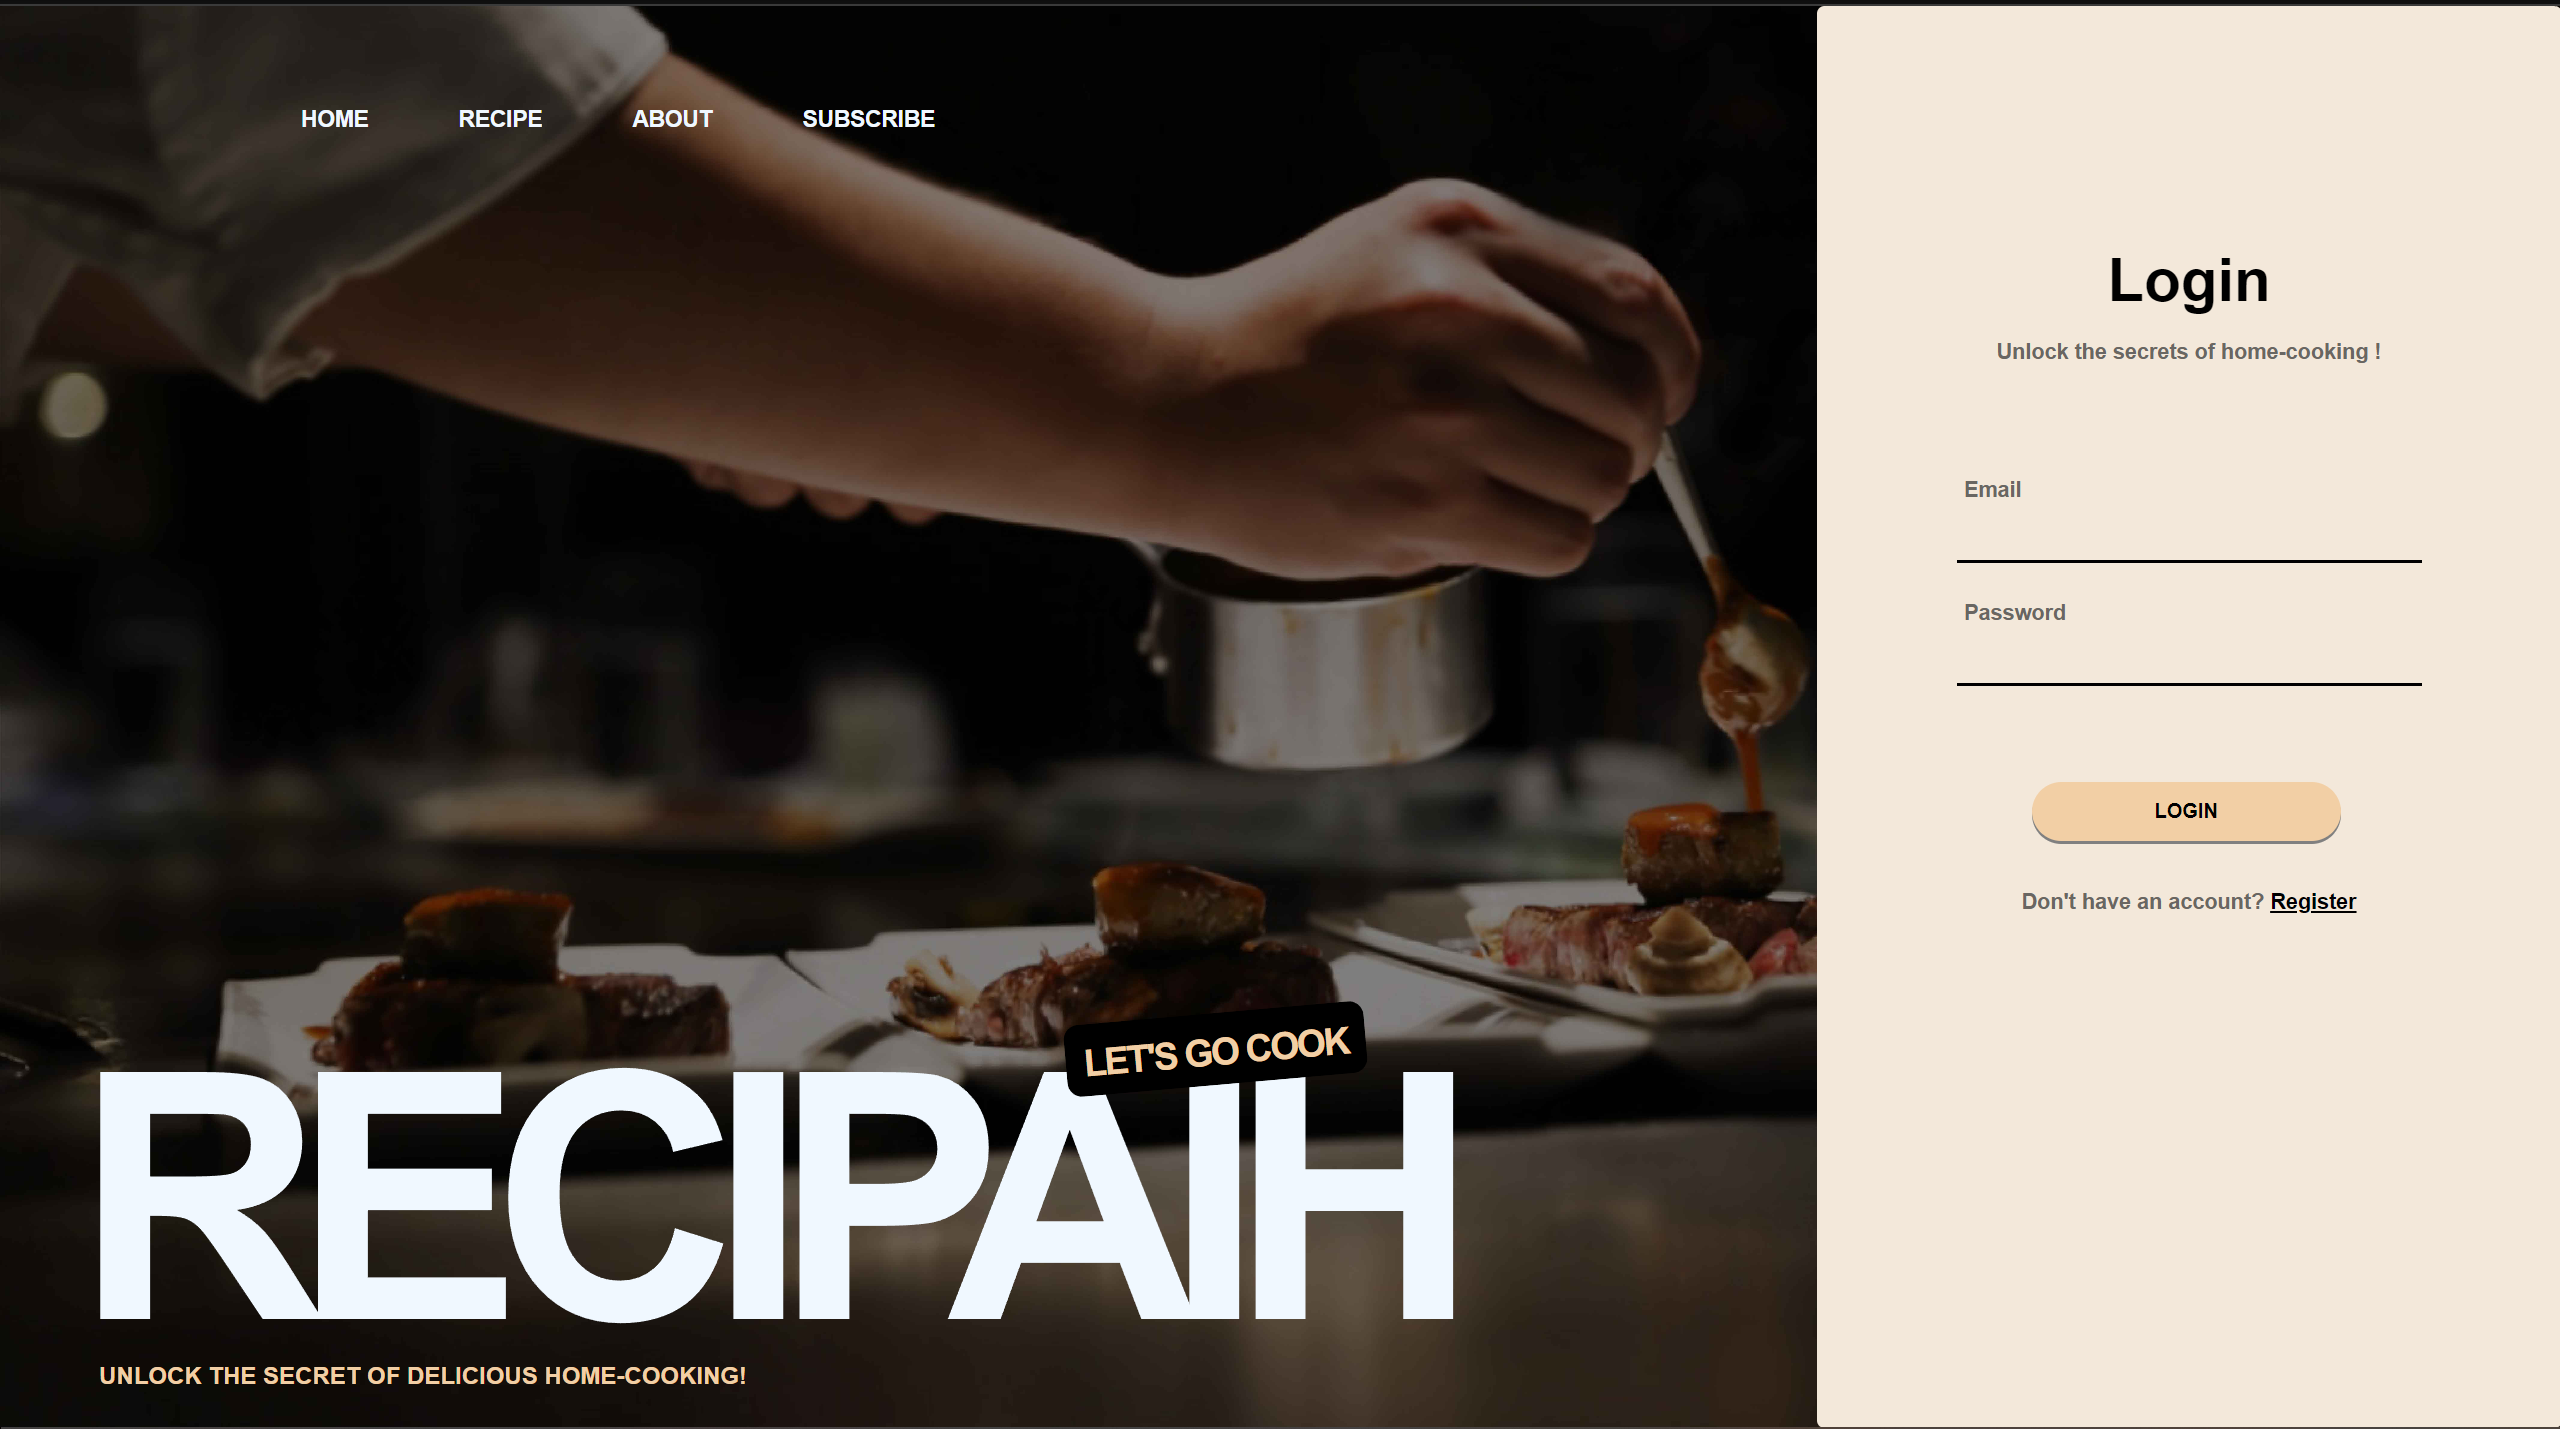 HOME RECIPE ABOUT SUBSCRIBE
LET'S GO COOK
RECIPAIH
UNLOCK THE SECRET OF DELICIOUS HOME-COOKING!
Login
Unlock the secrets of home-cooking !
Email
Password
LOGIN
Don't have an account? Register